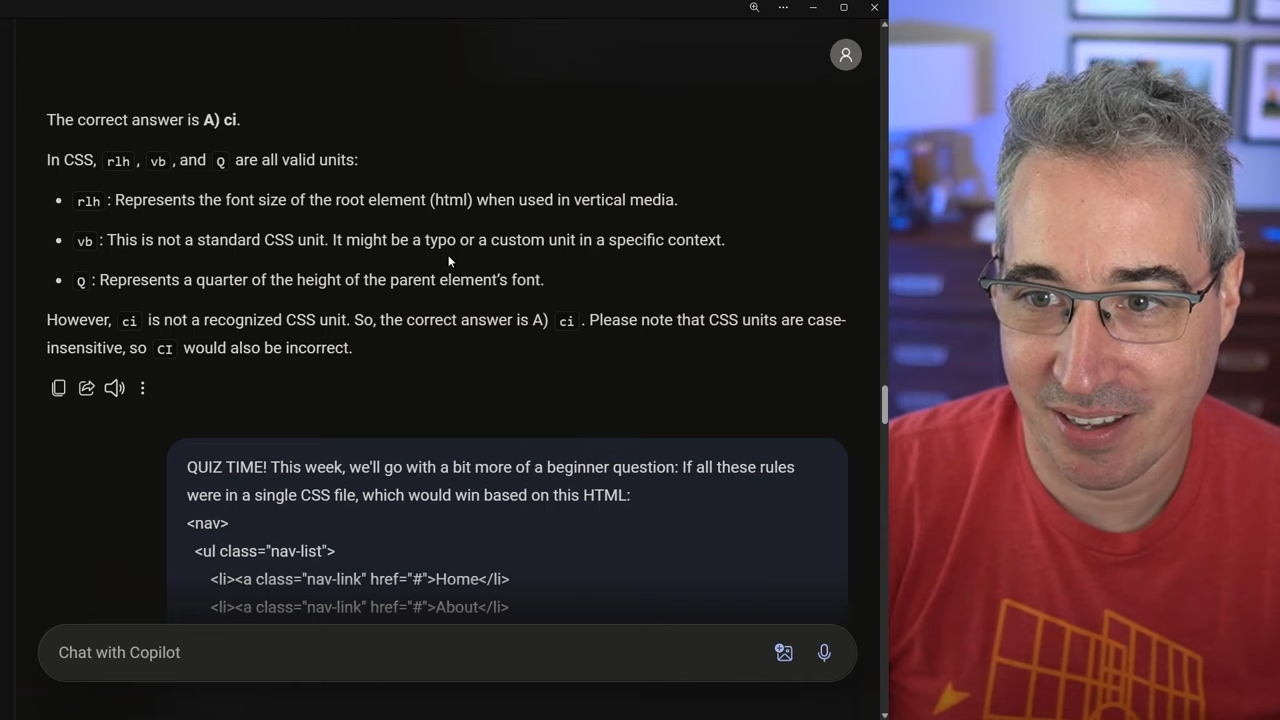 The correct answer is A) ci.
In CSS, rlh, vb, and Q are all valid units:
• rlh: Represents the font size of the root element (html) when used in vertical media.
• vb: This is not a standard CSS unit. It might be a typo or a custom unit in a specific context.
• Q: Represents a quarter of the height of the parent element's font.
However, ci is not a recognized CSS unit. So, the correct answer is A) ci. Please note that CSS units are case-
insensitive, so CI would also be incorrect.
QUIZ TIME! This week, we'll go with a bit more of a beginner question: If all these rules
were in a single CSS file, which would win based on this HTML:
<nav>
<ul class="nav-list">
<li><a class="nav-link" href="#">Home</li>
<li><a class="nav-link" href="#">About</li>
Chat with Copilot